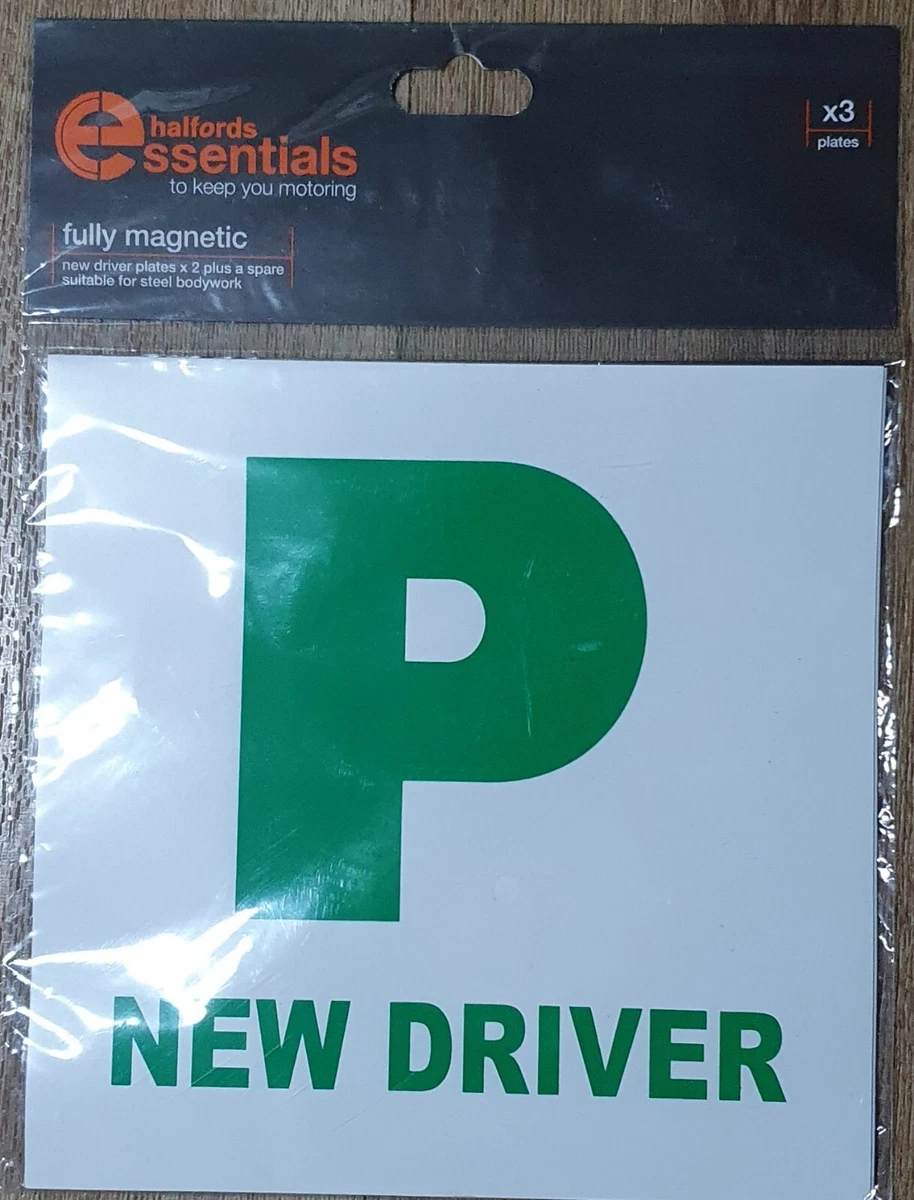 halfords
essentials
to keep you motoring
x3
plates
fully magnetic
new driver plates x 2 plus a spare
suitable for steel bodywork
P
NEW DRIVER